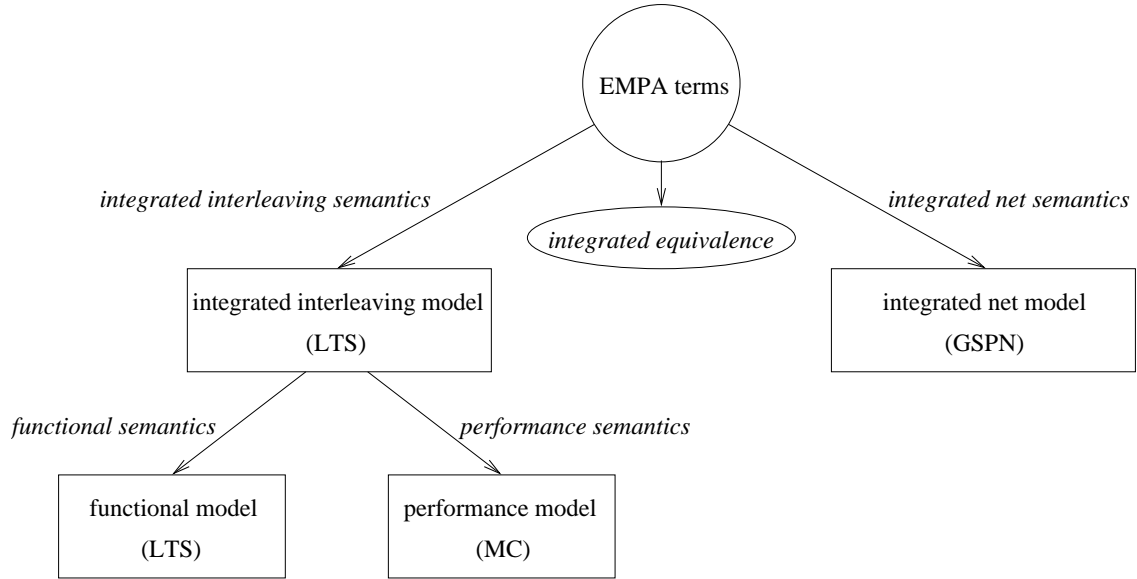 EMPA terms
integrated interleaving semantics
integrated net semantics
integrated equivalence
integrated interleaving model
(LTS)
integrated net model
(GSPN)
functional semantics
performance semantics
functional model
(LTS)
performance model
(MC)